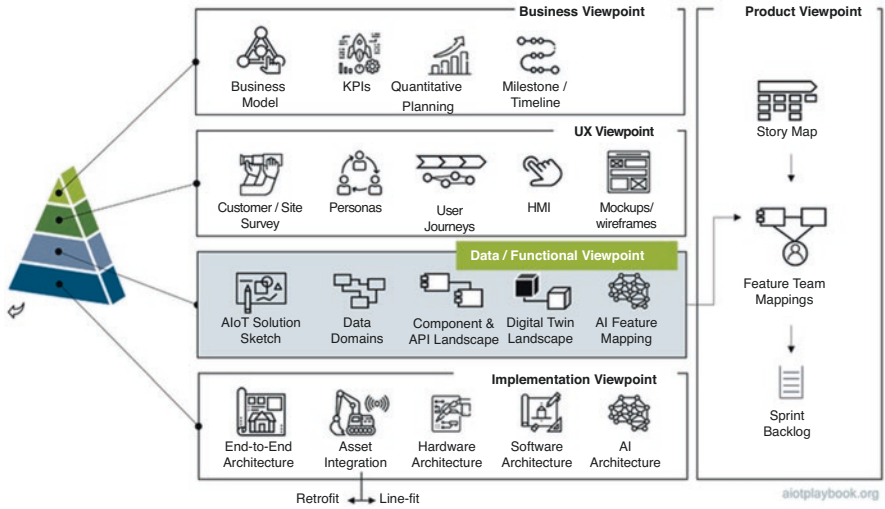 Business Viewpoint
Business
Model
KPIs
Quantitative
Planning
Milestone /
Timeline
UX Viewpoint
Customer / Site
Survey
Personas
User
Journeys
HMI
Mockups/
wireframes
Data / Functional Viewpoint
AIoT Solution
Sketch
Data
Domains
Component &
API Landscape
Digital Twin
Landscape
AI Feature
Mapping
Implementation Viewpoint
End-to-End
Architecture
Asset
Integration
Hardware
Architecture
Software
Architecture
AI
Architecture
Retrofit
Line-fit
Product Viewpoint
Story Map
Feature Team
Mappings
Sprint
Backlog
aiotplaybook.org